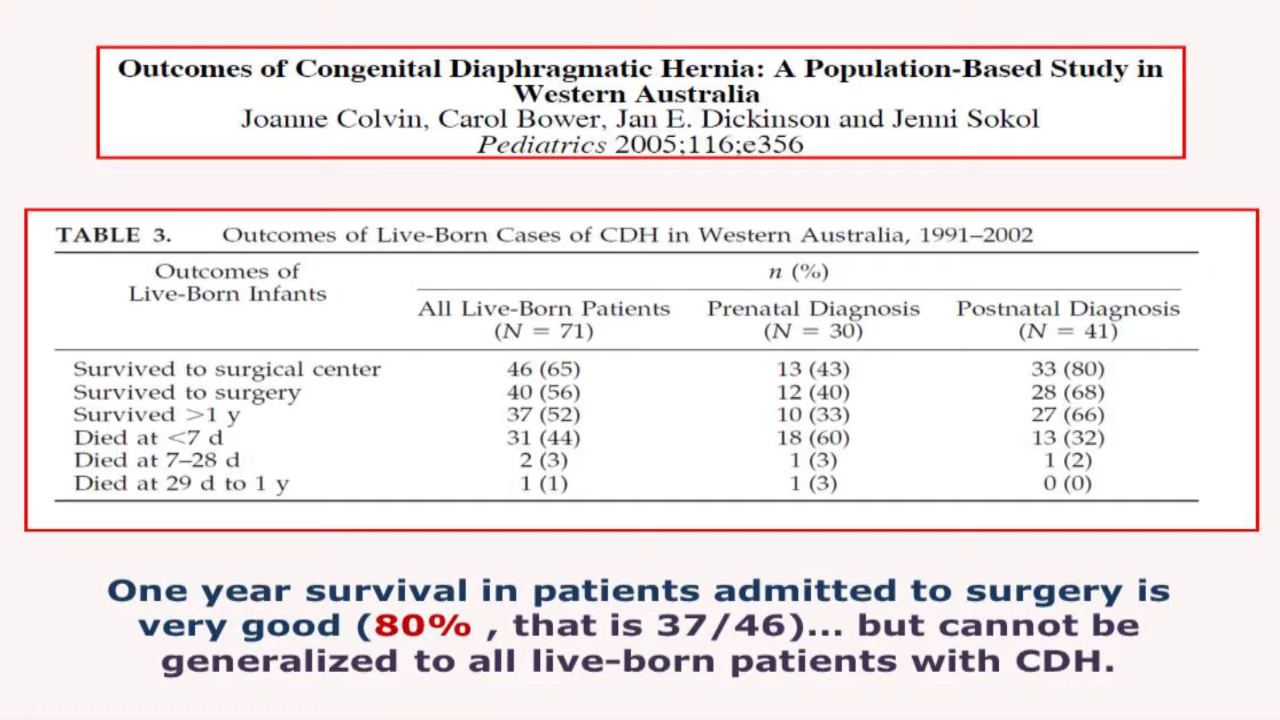 Outcomes of Congenital Diaphragmatic Hernia: A Population-Based Study in
Western Australia
Joanne Colvin, Carol Bower, Jan E. Dickinson and Jenni Sokol
Pediatrics 2005;116;e356
TABLE 3. Outcomes of Live-Born Cases of CDH in Western Australia, 1991–2002
Outcomes of
Live-Born Infants
n (%)
All Live-Born Patients Prenatal Diagnosis Postnatal Diagnosis
(N = 71) (N = 30) (N = 41)
Survived to surgical center 46 (65) 13 (43) 33 (80)
Survived to surgery 40 (56) 12 (40) 28 (68)
Survived >1 y 37 (52) 10 (33) 27 (66)
Died at <7 d 31 (44) 18 (60) 13 (32)
Died at 7–28 d 2 (3) 1 (3) 1 (2)
Died at 29 d to 1 y 1 (1) 1 (3) 0 (0)
One year survival in patients admitted to surgery is
very good (80% , that is 37/46)... but cannot be
generalized to all live-born patients with CDH.